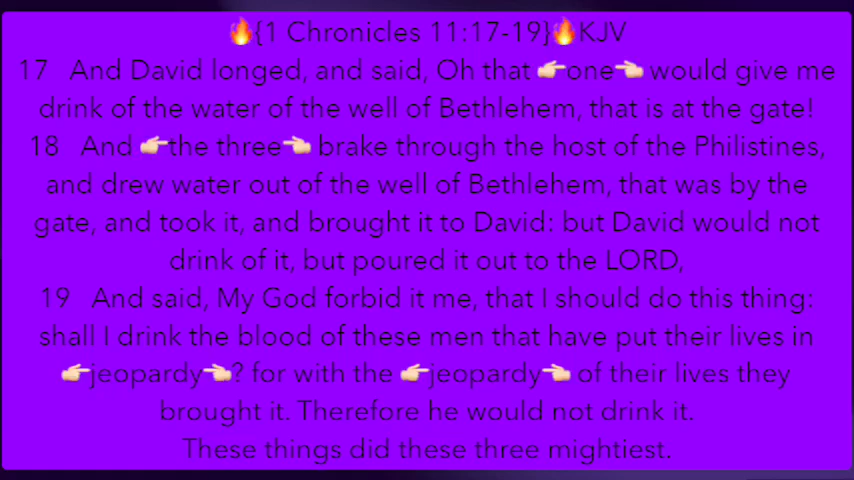 🔥{1 Chronicles 11:17-19}🔥KJV
17 And David longed, and said, Oh that 👉one👈 would give me
drink of the water of the well of Bethlehem, that is at the gate!
18 And 👉the three👈 brake through the host of the Philistines,
and drew water out of the well of Bethlehem, that was by the
gate, and took it, and brought it to David: but David would not
drink of it, but poured it out to the LORD,
19 And said, My God forbid it me, that I should do this thing:
shall I drink the blood of these men that have put their lives in
👉jeopardy👈? for with the 👉jeopardy👈 of their lives they
brought it. Therefore he would not drink it.
These things did these three mightiest.